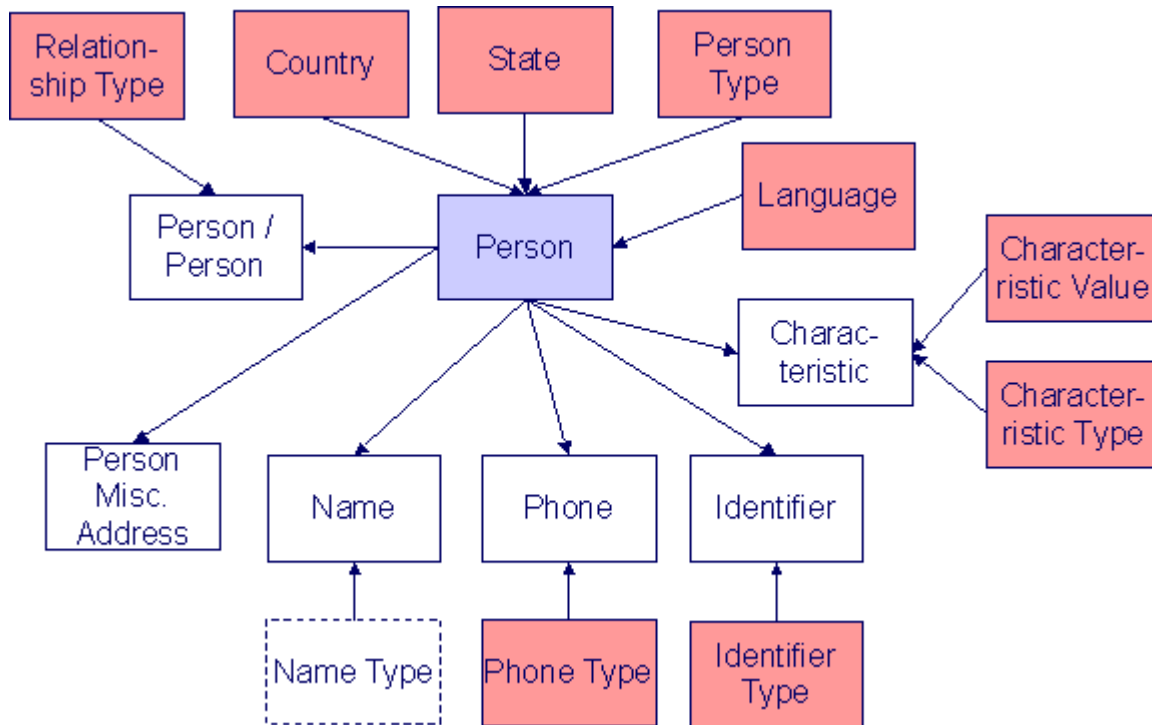 Relation-
ship Type
Country
State
Person
Type
Language
Person /
Person
Person
Character-
ristic Value
Charac-
teristic
Character-
ristic Type
Person
Misc.
Address
Name
Phone
Identifier
Name Type
Phone Type
Identifier
Type